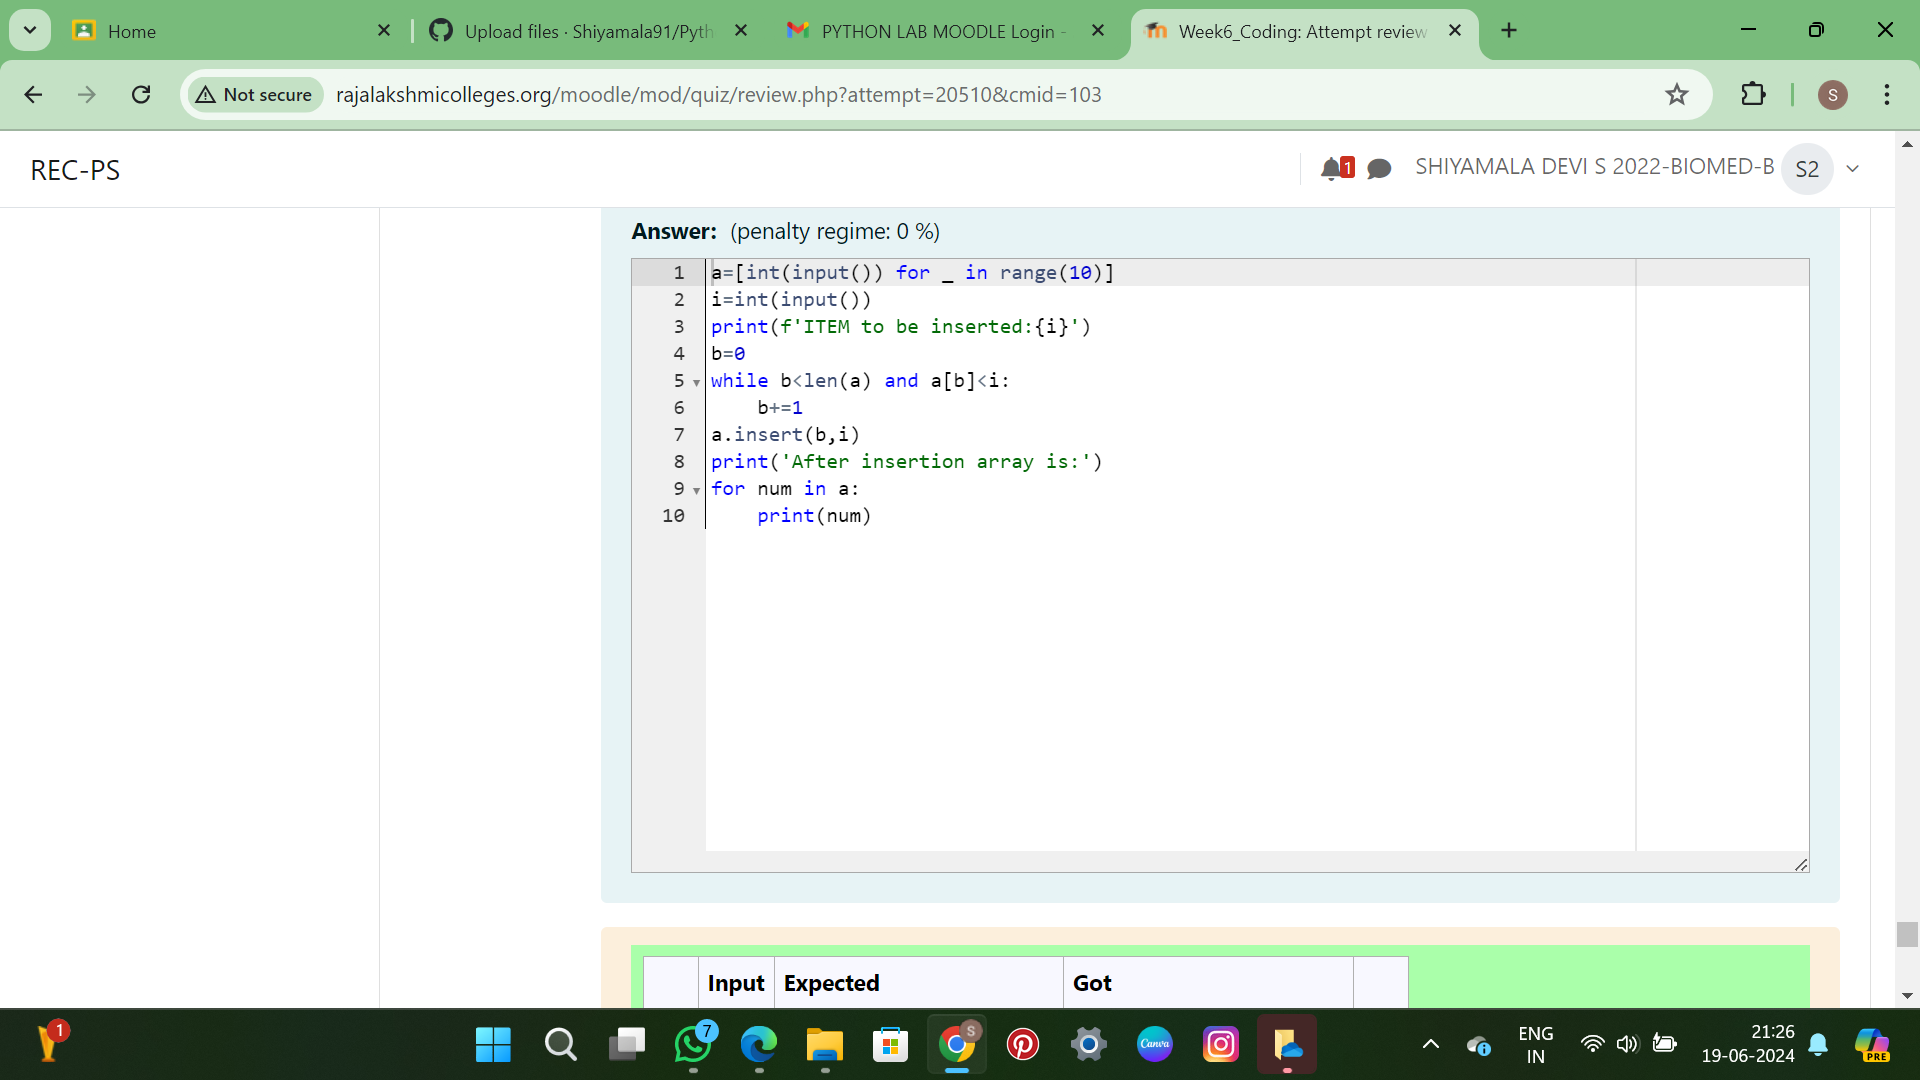 Home
Upload files · Shiyamala91/Pyth
PYTHON LAB MOODLE Login -
Week6_Coding: Attempt review
Not secure
rajalakshmicolleges.org/moodle/mod/quiz/review.php?attempt=20510&cmid=103
S
REC-PS
1
SHIYAMALA DEVI S 2022-BIOMED-B
S2
Answer: (penalty regime: 0 %)
1 a=[int(input()) for _ in range(10)]
2 i=int(input())
3 print(f'ITEM to be inserted:{i}')
4 b=0
5 while b<len(a) and a[b]<i:
6     b+=1
7 a.insert(b,i)
8 print('After insertion array is:')
9 for num in a:
10     print(num)
Input Expected Got
1
7
S
Canva
ENG
IN
21:26
19-06-2024
PRE